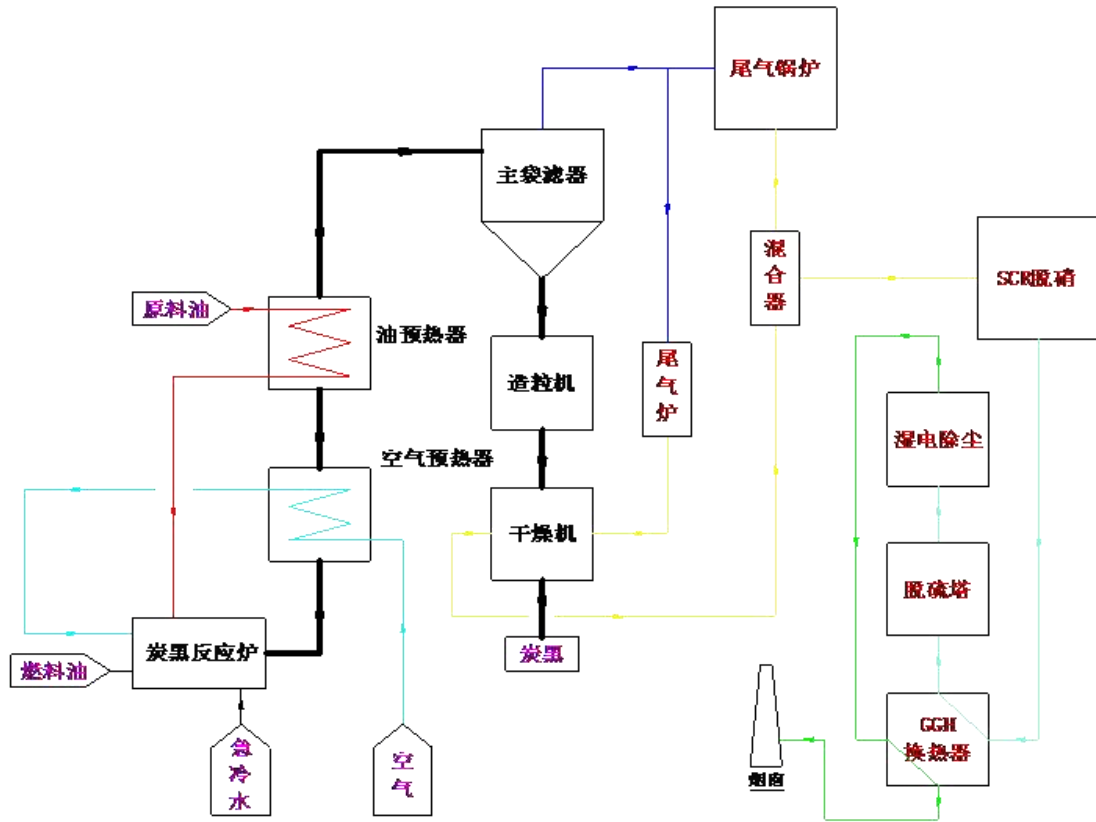 尾气锅炉
主袋滤器
混
合
器
SCR脱硝
原料油
油预热器
造粒机
尾
气
炉
湿电除尘
空气预热器
干燥机
脱硫塔
炭黑反应炉
炭黑
燃料油
GGH
换热器
急
冷
水
空
气
烟囱